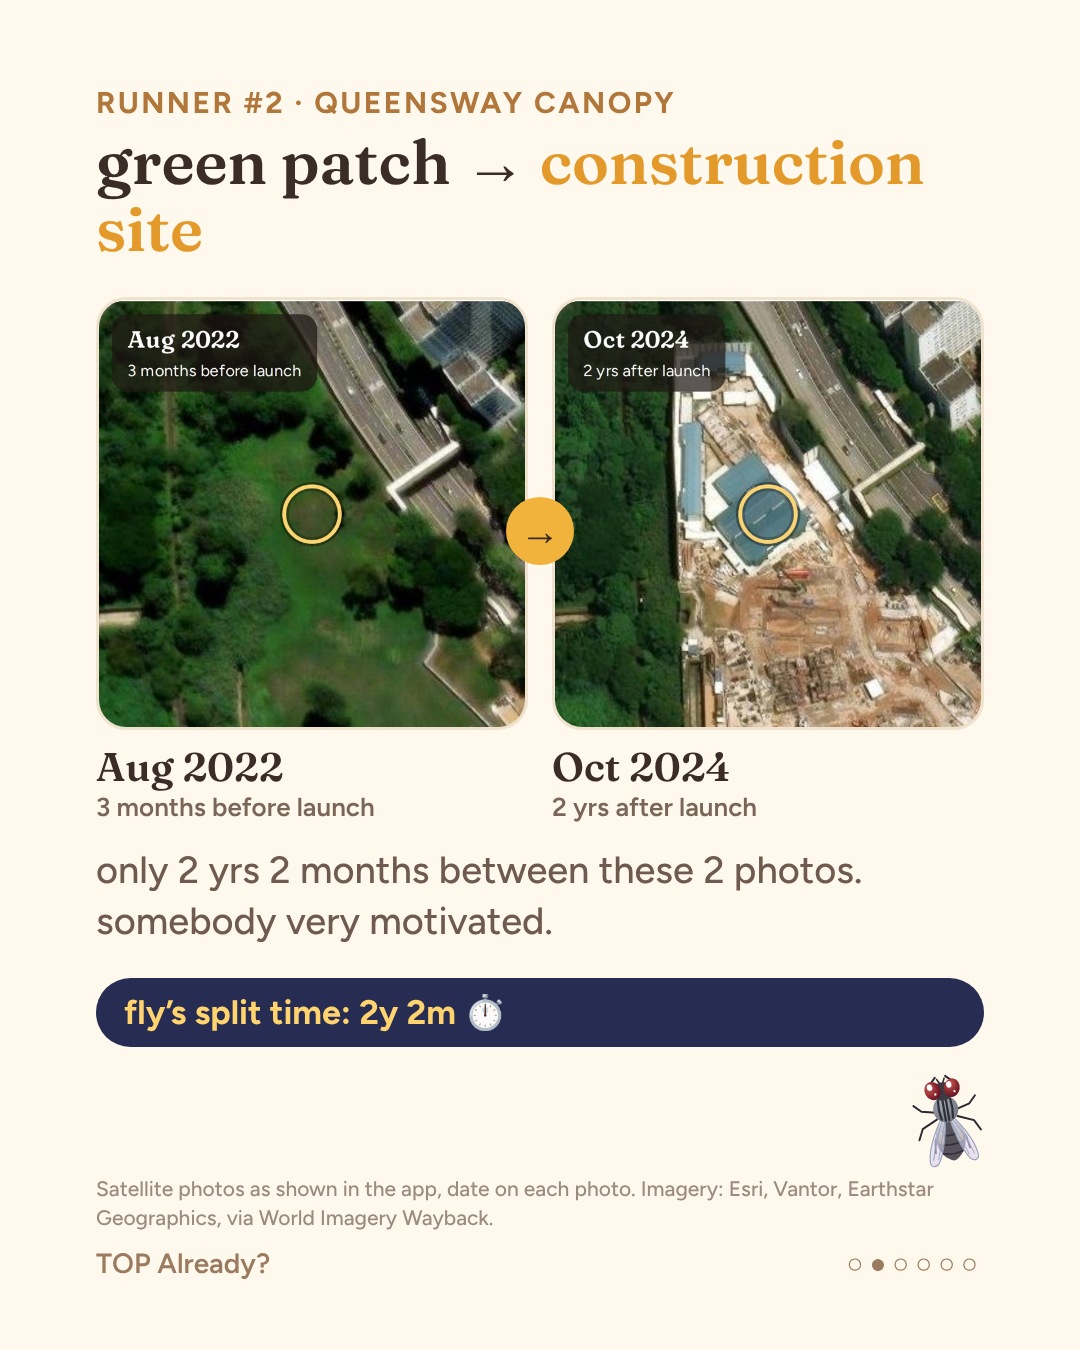 RUNNER #2 · QUEENSWAY CANOPY
green patch → construction
site
Aug 2022
3 months before launch
Oct 2024
2 yrs after launch
→
Aug 2022
3 months before launch
Oct 2024
2 yrs after launch
only 2 yrs 2 months between these 2 photos.
somebody very motivated.
fly’s split time: 2y 2m ⏱️
Satellite photos as shown in the app, date on each photo. Imagery: Esri, Vantor, Earthstar
Geographics, via World Imagery Wayback.
TOP Already?